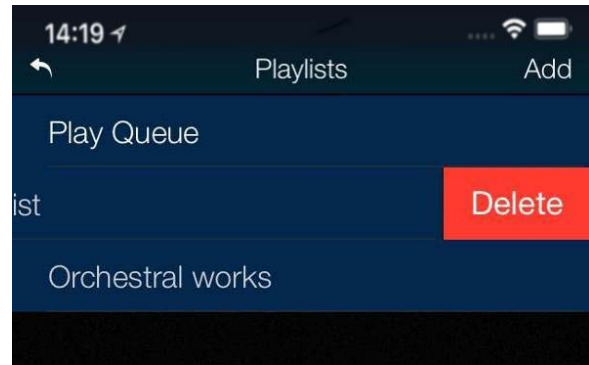 14:19
Playlists Add
Play Queue
ist Delete
Orchestral works